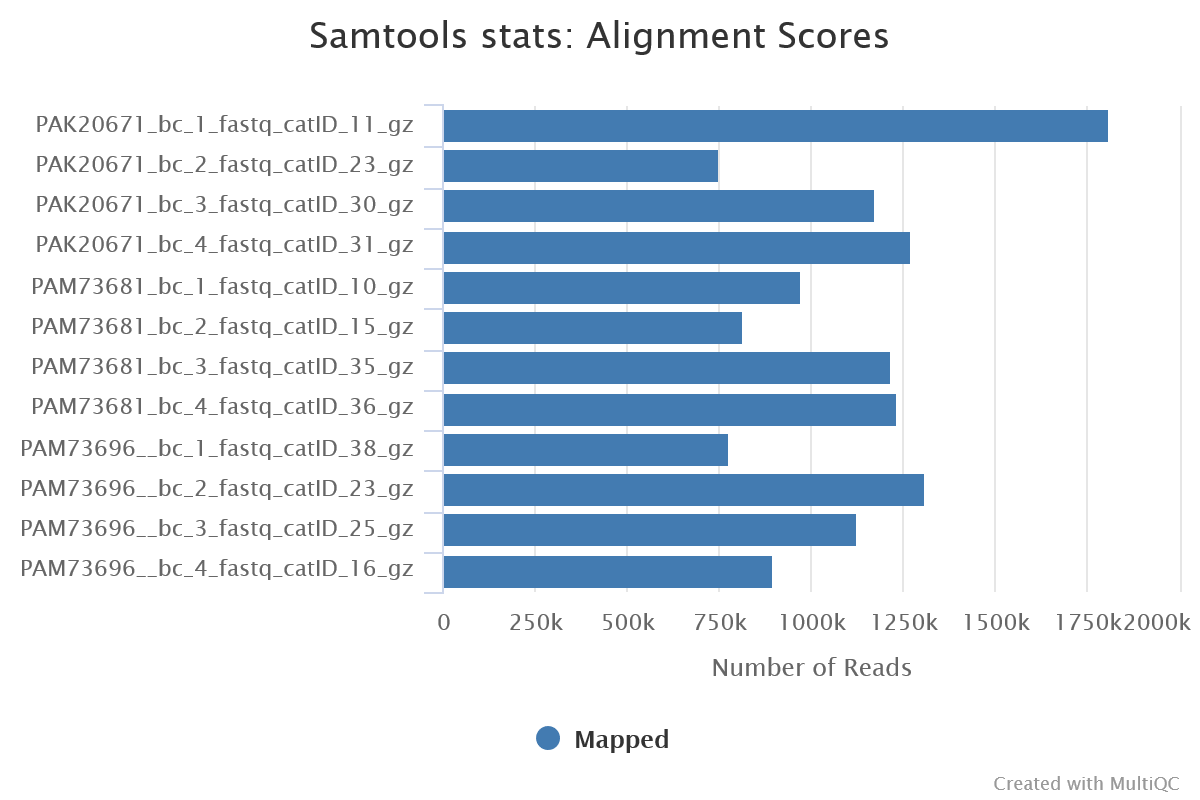 Samtools stats: Alignment Scores
PAK20671_bc_1_fastq_catID_11_gz
PAK20671_bc_2_fastq_catID_23_gz
PAK20671_bc_3_fastq_catID_30_gz
PAK20671_bc_4_fastq_catID_31_gz
PAM73681_bc_1_fastq_catID_10_gz
PAM73681_bc_2_fastq_catID_15_gz
PAM73681_bc_3_fastq_catID_35_gz
PAM73681_bc_4_fastq_catID_36_gz
PAM73696__bc_1_fastq_catID_38_gz
PAM73696__bc_2_fastq_catID_23_gz
PAM73696__bc_3_fastq_catID_25_gz
PAM73696__bc_4_fastq_catID_16_gz
0 250k 500k 750k 1000k 1250k 1500k 1750k 2000k
Number of Reads
Mapped
Created with MultiQC